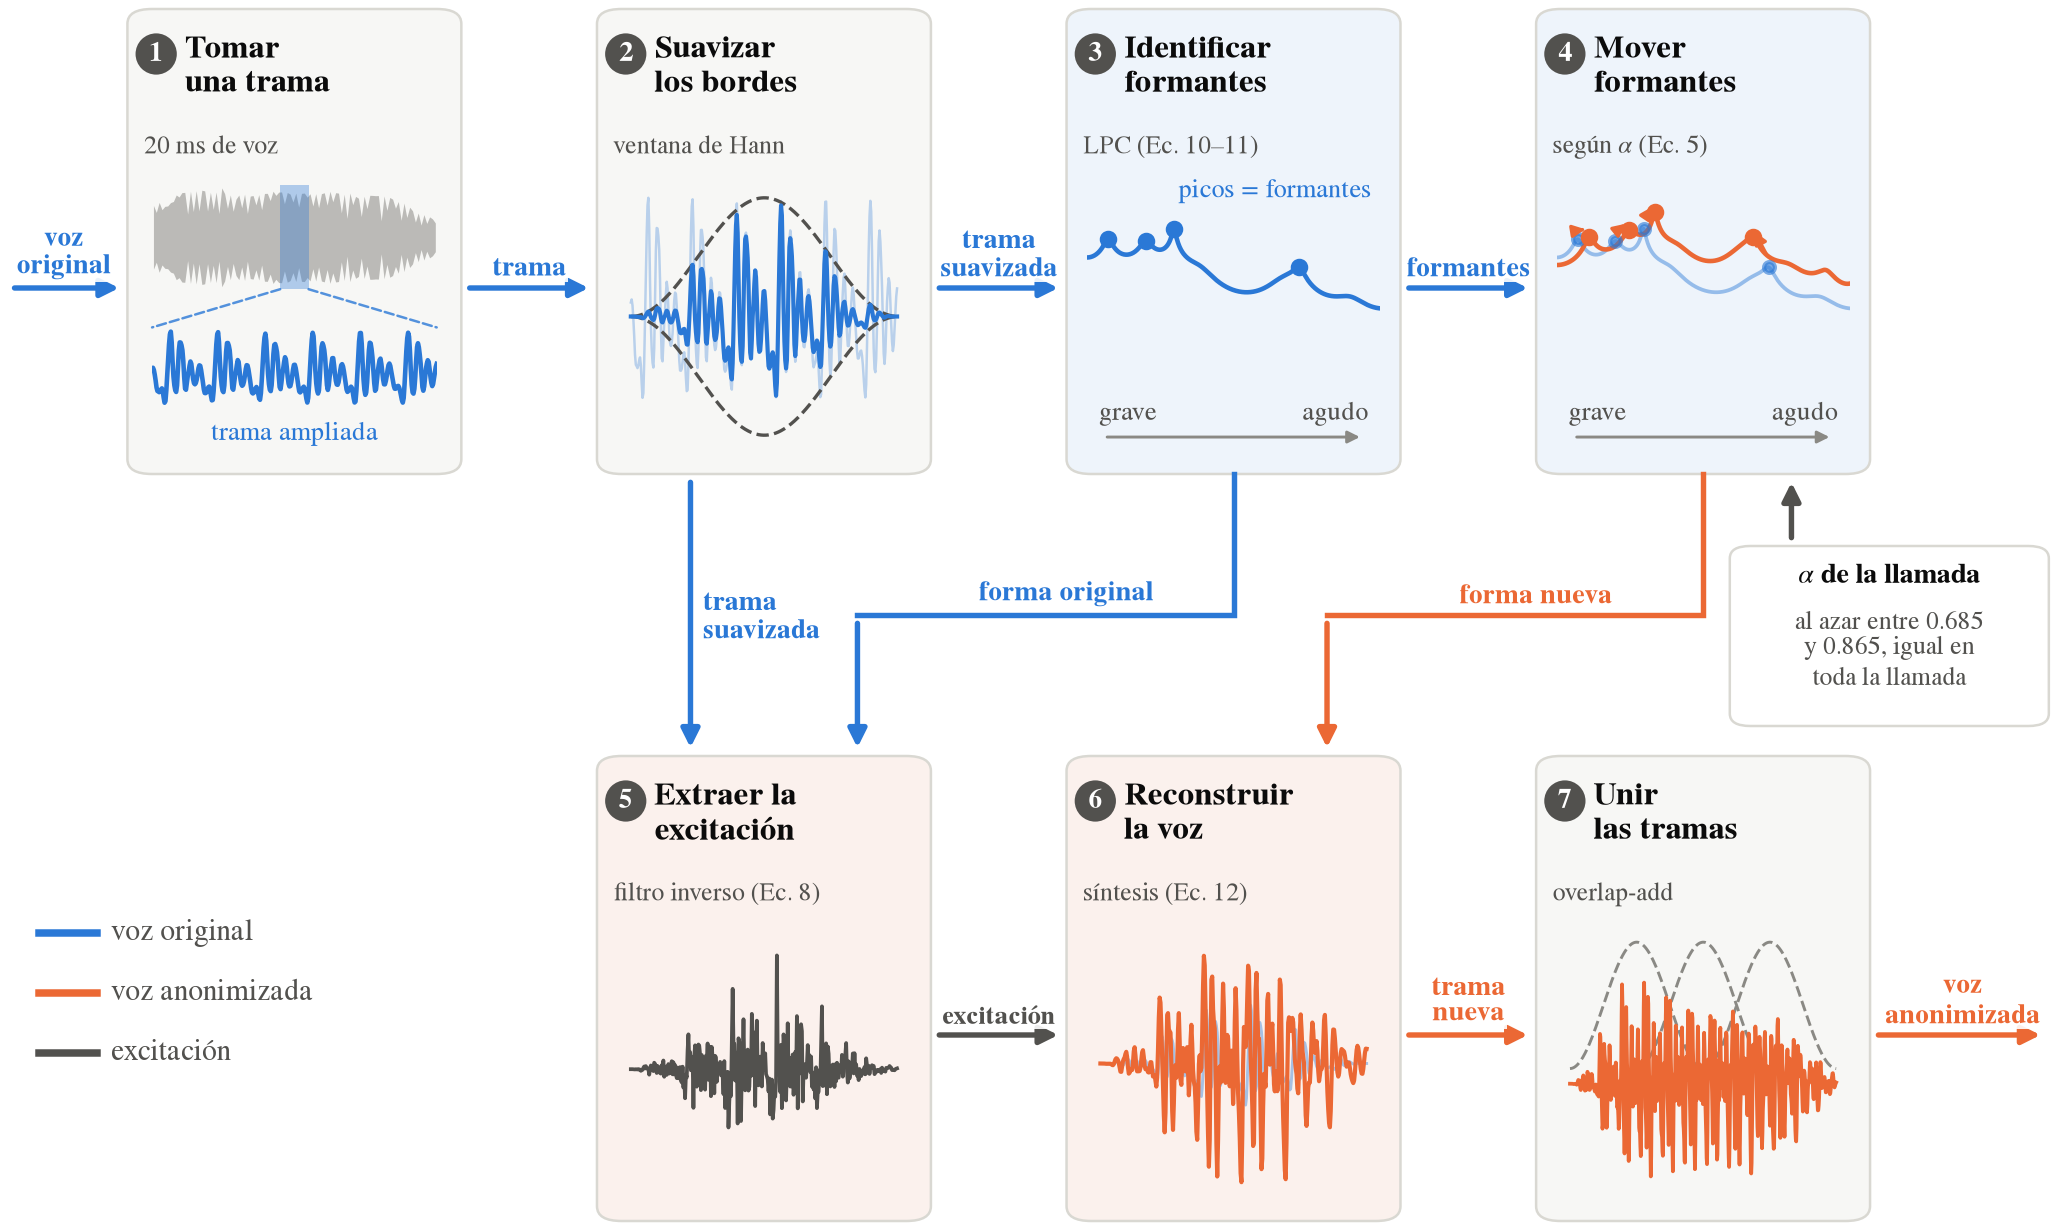 1 Tomar
una trama
20 ms de voz
trama ampliada
voz
original
trama
2 Suavizar
los bordes
ventana de Hann
trama
suavizada
3 Identificar
formantes
LPC (Ec. 10–11)
picos = formantes
grave agudo
formantes
4 Mover
formantes
según α (Ec. 5)
grave agudo
α de la llamada
al azar entre 0.685
y 0.865, igual en
toda la llamada
trama
suavizada
forma original
forma nueva
5 Extraer la
excitación
filtro inverso (Ec. 8)
excitación
6 Reconstruir
la voz
síntesis (Ec. 12)
trama
nueva
7 Unir
las tramas
overlap-add
voz
anonimizada
voz original
voz anonimizada
excitación